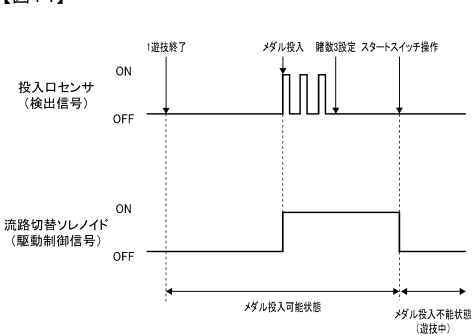 1遊技終了
メダル投入
賭数3設定
スタートスイッチ操作
投入口センサ
(検出信号)
ON
OFF
流路切替ソレノイド
(駆動制御信号)
ON
OFF
メダル投入可能状態
メダル投入不能状態
(遊技中)